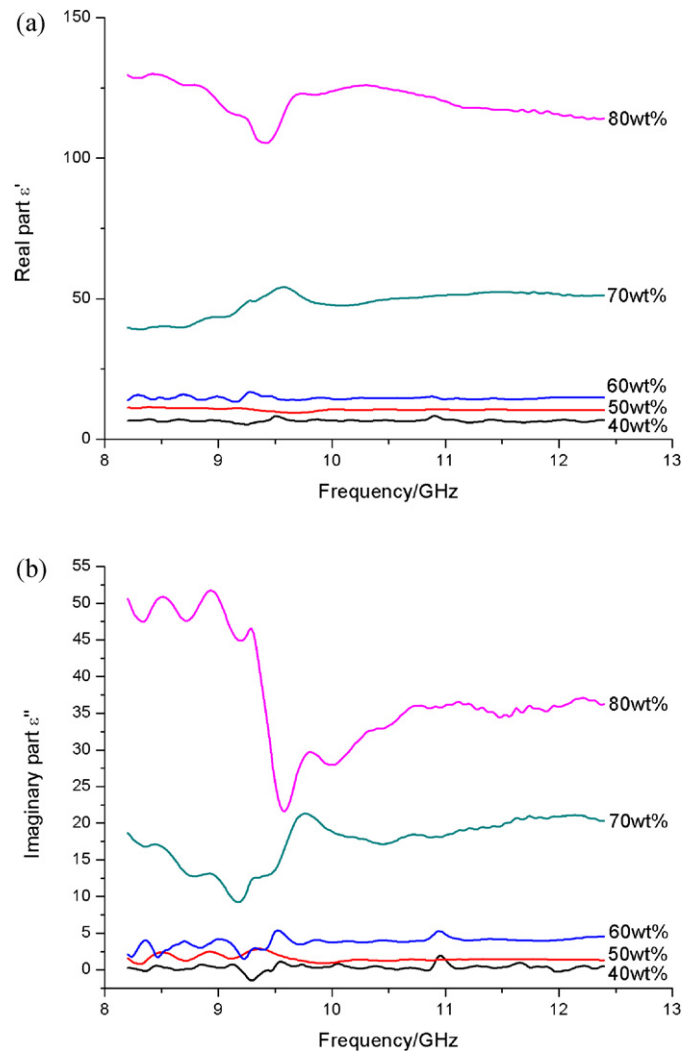 (a)
150
100
50
0
Real part ε'
80wt%
70wt%
60wt%
50wt%
40wt%
8 9 10 11 12 13
Frequency/GHz
(b)
55
50
45
40
35
30
25
20
15
10
5
0
Imaginary part ε"
80wt%
70wt%
60wt%
50wt%
40wt%
8 9 10 11 12 13
Frequency/GHz